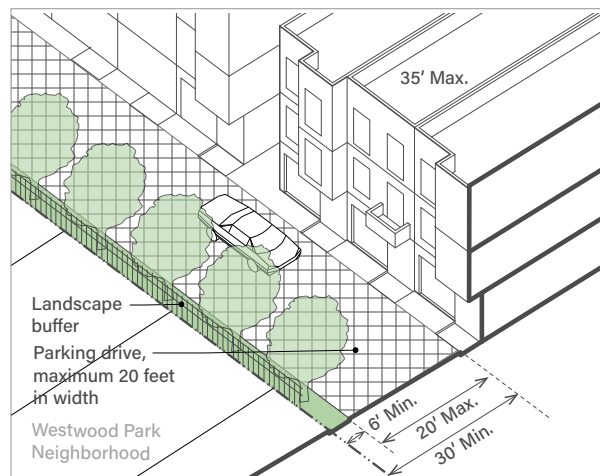 35’ Max.
Landscape
buffer
Parking drive,
maximum 20 feet
in width
Westwood Park
Neighborhood
6’ Min.
20’ Max.
30’ Min.